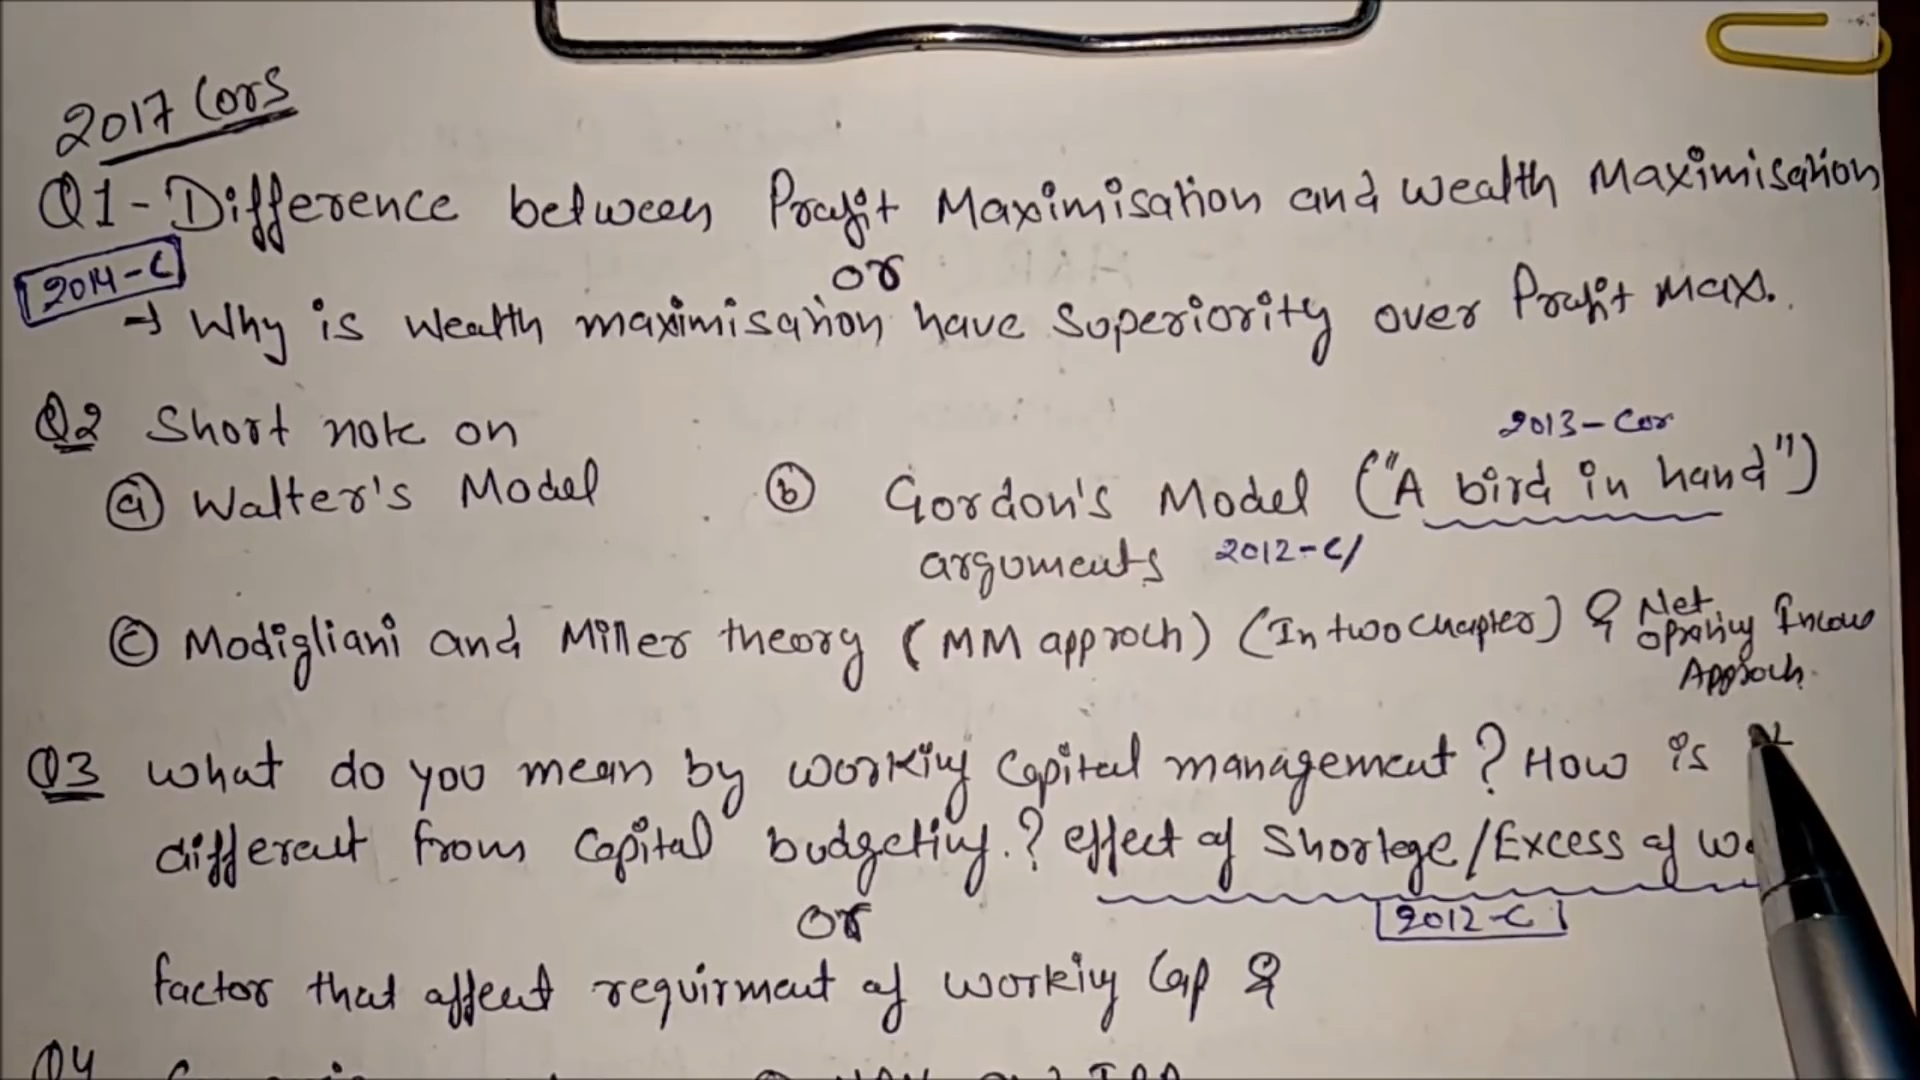 2017 Cors
Q1- Difference between Profit Maximisation and Wealth Maximisation
2014-C
or
→ Why is Wealth maximisation have Superiority over Profit Max.
Q2 Short note on
2013-Cor
(a) Walter's Model (b) Gordon's Model ("A bird in hand")
arguments 2012-C/
(c) Modigliani and Miller theory (MM approch) (In two Chapter) & Net
Oprating Income
Approch.
Q3 What do you mean by working Capital management? How is
different from Capital budgeting.? effect of Shortege/Excess of
2012-C
or
factor that affect requirment of working Cap &
Q4